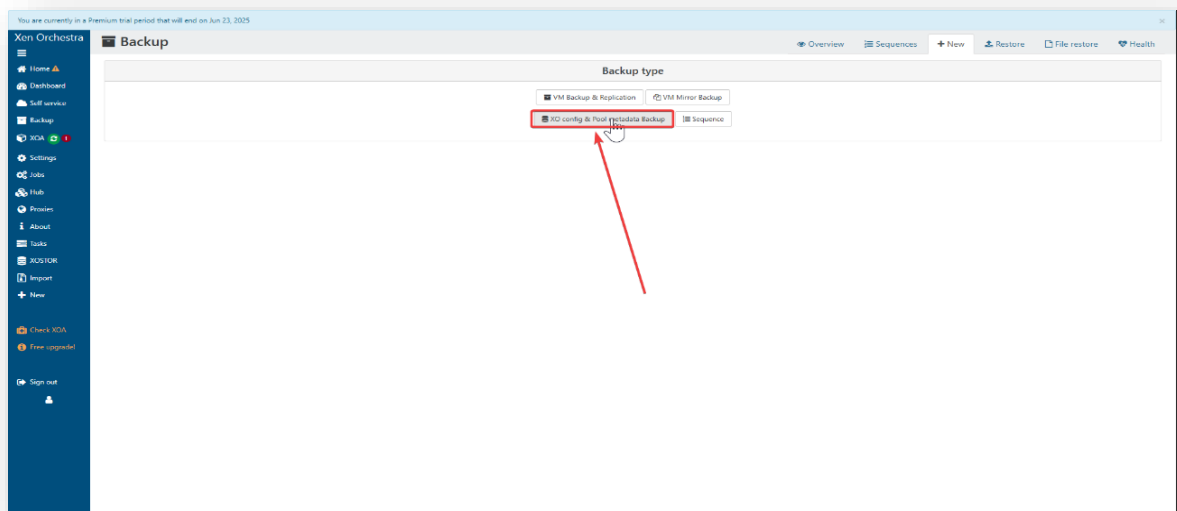 You are currently in a Premium trial period that will end on Jun 23, 2025
Xen Orchestra
Backup
Overview
Sequences
New
Restore
File restore
Health
Home
Dashboard
Self service
Backup
XOA
Settings
Jobs
Hub
Proxies
About
Tasks
XOSTOR
Import
New
Check XOA
Free upgrade!
Sign out
Backup type
VM Backup & Replication
VM Mirror Backup
XO config & Pool metadata Backup
Sequence